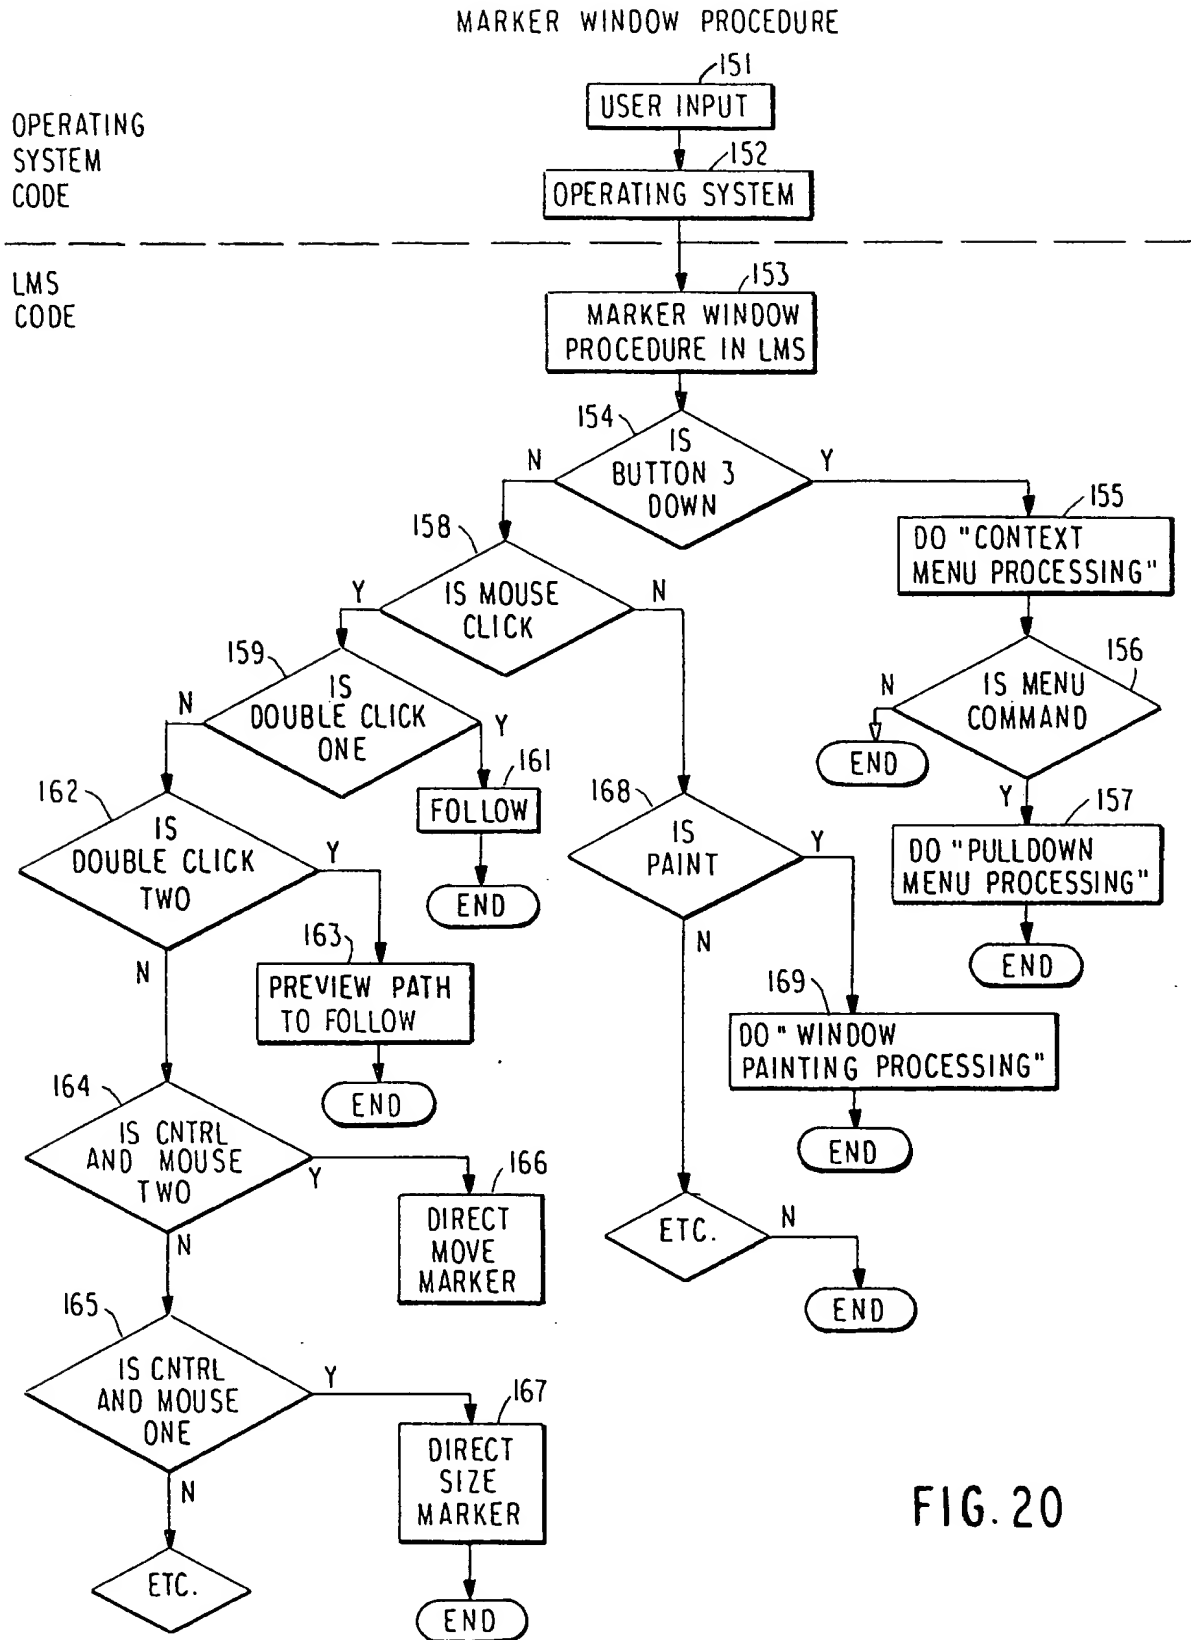 MARKER WINDOW PROCEDURE
151
USER INPUT
OPERATING
SYSTEM
CODE
152
OPERATING SYSTEM
LMS
CODE
153
MARKER WINDOW
PROCEDURE IN LMS
154
IS
BUTTON 3
DOWN
N
Y
155
DO "CONTEXT
MENU PROCESSING"
158
IS MOUSE
CLICK
Y
N
156
IS MENU
COMMAND
N
END
Y
157
DO "PULLDOWN
MENU PROCESSING"
END
159
IS
DOUBLE CLICK
ONE
N
Y
161
FOLLOW
END
162
IS
DOUBLE CLICK
TWO
Y
N
163
PREVIEW PATH
TO FOLLOW
END
168
IS
PAINT
Y
N
169
DO "WINDOW
PAINTING PROCESSING"
END
164
IS CNTRL
AND MOUSE
TWO
Y
N
166
DIRECT
MOVE
MARKER
ETC.
N
END
165
IS CNTRL
AND MOUSE
ONE
Y
N
167
DIRECT
SIZE
MARKER
END
ETC.
FIG. 20